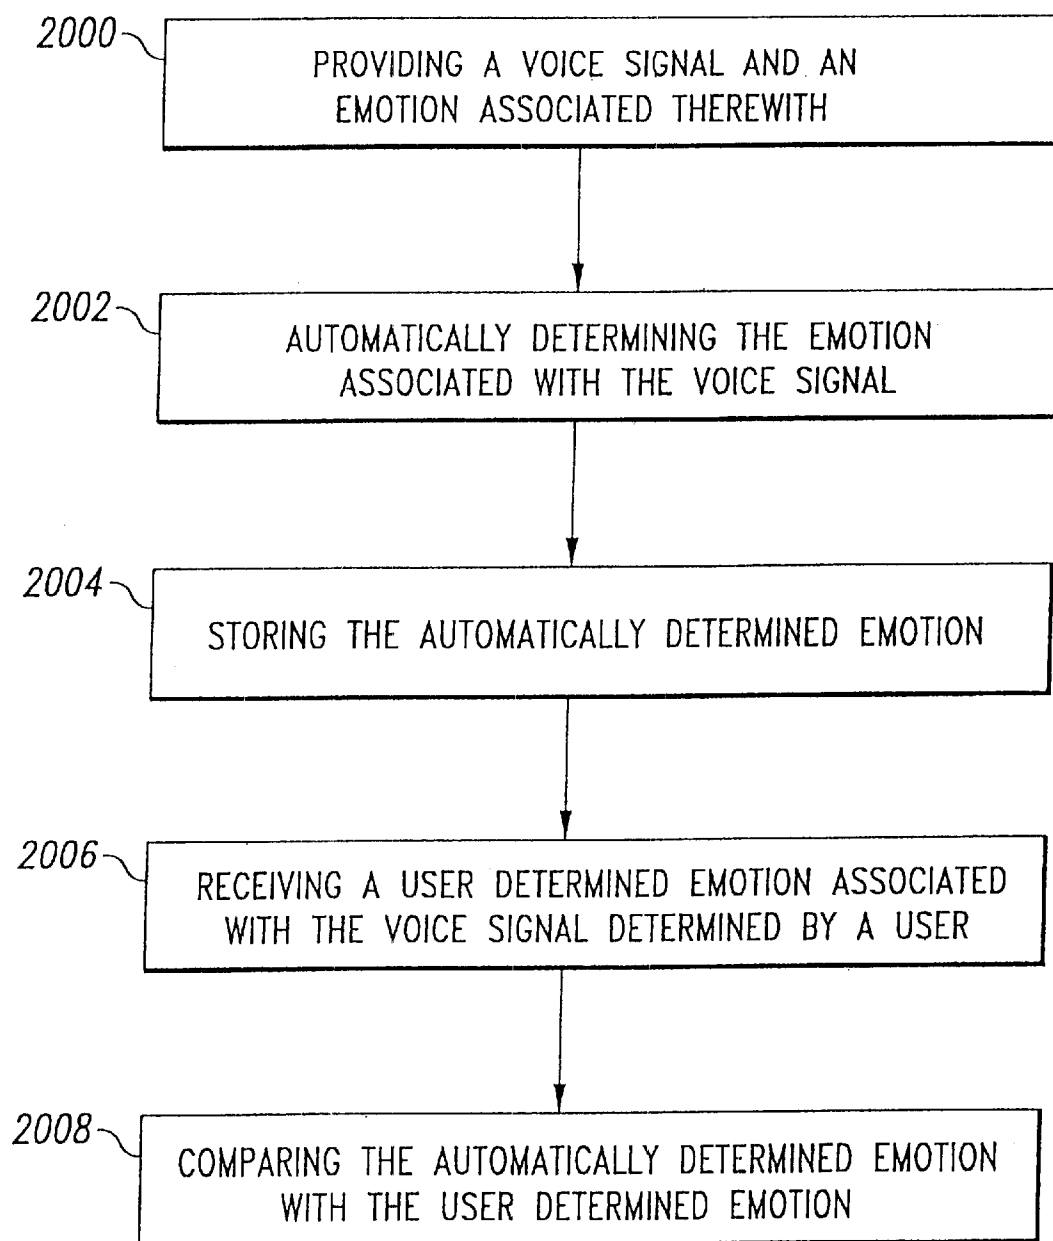 2000
PROVIDING A VOICE SIGNAL AND AN
EMOTION ASSOCIATED THEREWITH
2002
AUTOMATICALLY DETERMINING THE EMOTION
ASSOCIATED WITH THE VOICE SIGNAL
2004
STORING THE AUTOMATICALLY DETERMINED EMOTION
2006
RECEIVING A USER DETERMINED EMOTION ASSOCIATED
WITH THE VOICE SIGNAL DETERMINED BY A USER
2008
COMPARING THE AUTOMATICALLY DETERMINED EMOTION
WITH THE USER DETERMINED EMOTION